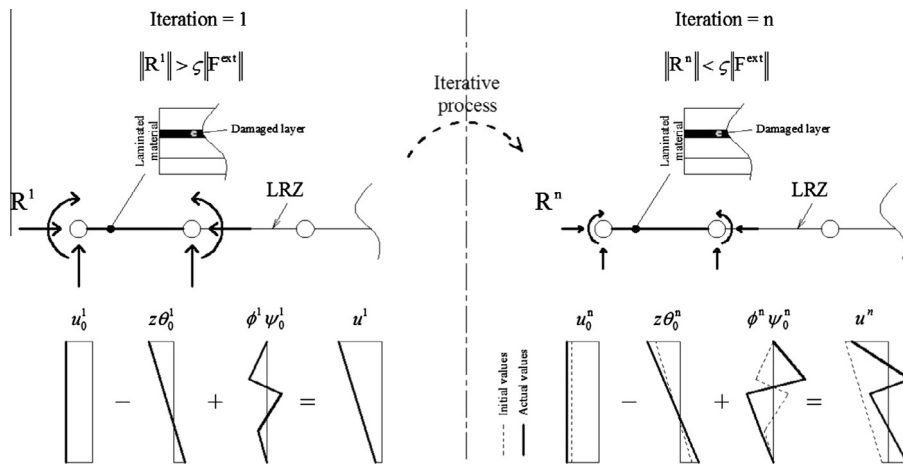 Iteration = 1
‖R¹‖ > ς‖Fᵉˣᵗ‖
Laminated material
Damaged layer
R¹
LRZ
u₀¹ zθ₀¹ ϕ¹ψ₀¹ u¹
− + =
Iterative
process
Iteration = n
‖Rⁿ‖ < ς‖Fᵉˣᵗ‖
Laminated material
Damaged layer
Rⁿ
LRZ
u₀ⁿ zθ₀ⁿ ϕⁿψ₀ⁿ uⁿ
− + =
Initial values
Actual values